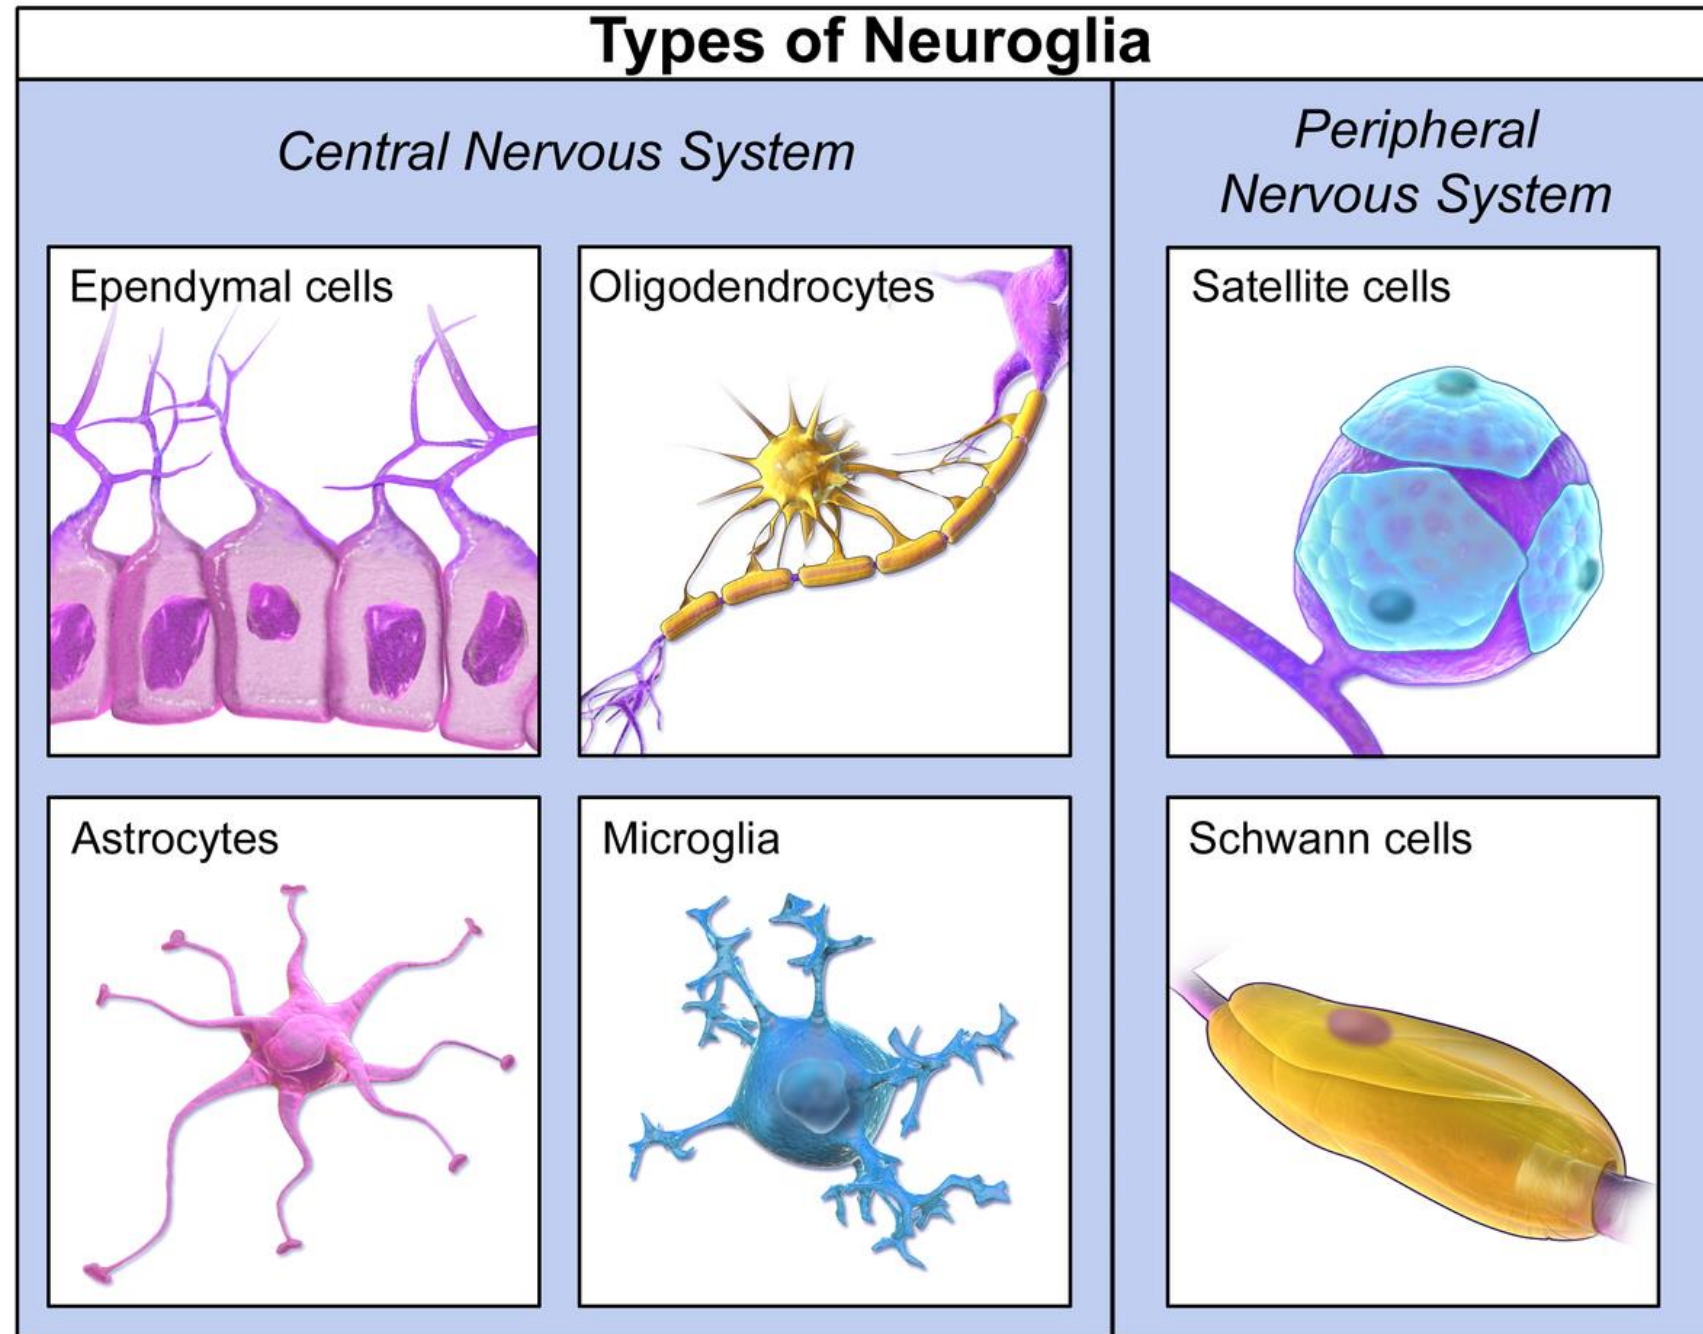 Types of Neuroglia
Central Nervous System
Peripheral
Nervous System
Ependymal cells
Oligodendrocytes
Satellite cells
Astrocytes
Microglia
Schwann cells